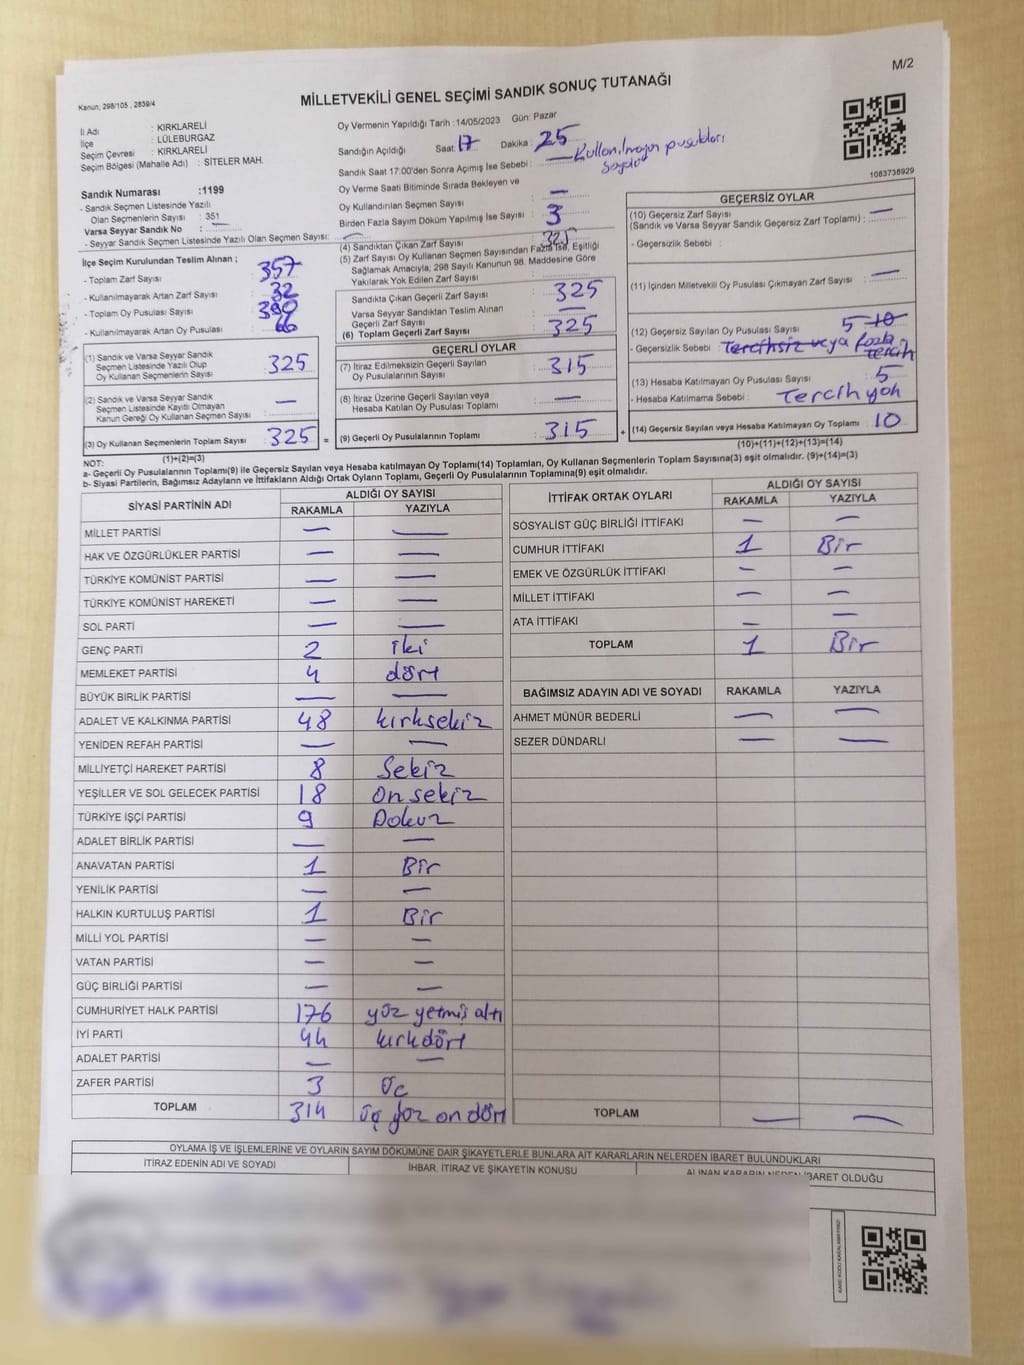 M/2
Kanun; 298/105 , 2839/4
MİLLETVEKİLİ GENEL SEÇİMİ SANDIK SONUÇ TUTANAĞI
İl Adı : KIRKLARELİ
İlçe : LÜLEBURGAZ
Seçim Çevresi : KIRKLARELİ
Seçim Bölgesi (Mahalle Adı) : SİTELER MAH.
Sandık Numarası :1199
- Sandık Seçmen Listesinde Yazılı
Olan Seçmenlerin Sayısı : 351
Varsa Seyyar Sandık No :
- Seyyar Sandık Seçmen Listesinde Yazılı Olan Seçmen Sayısı: —
Oy Vermenin Yapıldığı Tarih :14/05/2023 Gün: Pazar
Sandığın Açıldığı Saat 17 Dakika : 25
Sandık Saat 17:00'den Sonra Açılmış İse Sebebi : — Kullanılmayan pusulaları
Oy Verme Saati Bitiminde Sırada Bekleyen ve
Oy Kullandırılan Seçmen Sayısı : —
Birden Fazla Sayım Döküm Yapılmış İse Sayısı : 3
1083738929
İlçe Seçim Kurulundan Teslim Alınan ;
- Toplam Zarf Sayısı : 357
- Kullanılmayarak Artan Zarf Sayısı : 32
- Toplam Oy Pusulası Sayısı :
- Kullanılmayarak Artan Oy Pusulası : 66
(4) Sandıktan Çıkan Zarf Sayısı : 325
(5) Zarf Sayısı Oy Kullanan Seçmen Sayısından Fazla İse, Eşitliği
Sağlamak Amacıyla, 298 Sayılı Kanunun 98. Maddesine Göre
Yakılarak Yok Edilen Zarf Sayısı :
Sandıkta Çıkan Geçerli Zarf Sayısı : 325
Varsa Seyyar Sandıktan Teslim Alınan
Geçerli Zarf Sayısı : —
(6) Toplam Geçerli Zarf Sayısı : 325
GEÇERSİZ OYLAR
(10) Geçersiz Zarf Sayısı : —
(Sandık ve Varsa Seyyar Sandık Geçersiz Zarf Toplamı) :
- Geçersizlik Sebebi :
(11) İçinden Milletvekili Oy Pusulası Çıkmayan Zarf Sayısı : —
(12) Geçersiz Sayılan Oy Pusulası Sayısı : 5 10
- Geçersizlik Sebebi : Tercihsiz veya fazla
tercih
(13) Hesaba Katılmayan Oy Pusulası Sayısı : 5
- Hesaba Katılmama Sebebi : Tercih yok
(14) Geçersiz Sayılan veya Hesaba Katılmayan Oy Toplamı : 10
(10)+(11)+(12)+(13)=(14)
(1) Sandık ve Varsa Seyyar Sandık
Seçmen Listesinde Yazılı Olup
Oy Kullanan Seçmenlerin Sayısı : 325
(2) Sandık ve Varsa Seyyar Sandık
Seçmen Listesinde Kayıtlı Olmayan
Kanun Gereği Oy Kullanan Seçmen Sayısı : —
(3) Oy Kullanan Seçmenlerin Toplam Sayısı : 325 =
(1)+(2)=(3)
GEÇERLİ OYLAR
(7) İtiraz Edilmeksizin Geçerli Sayılan
Oy Pusulalarının Sayısı : 315
(8) İtiraz Üzerine Geçerli Sayılan veya
Hesaba Katılan Oy Pusulası Toplamı : —
(9) Geçerli Oy Pusulalarının Toplamı : 315 +
NOT:
a- Geçerli Oy Pusulaları Toplamı(9) ile Geçersiz Sayılan veya Hesaba katılmayan Oy Toplamı(14) Toplamları, Oy Kullanan Seçmenlerin Toplam Sayısına(3) eşit olmalıdır. (9)+(14)=(3)
b- Siyasi Partilerin, Bağımsız Adayların ve İttifakların Aldığı Ortak Oyların Toplamı, Geçerli Oy Pusulalarının Toplamına(9) eşit olmalıdır.
SİYASİ PARTİNİN ADI ALDIĞI OY SAYISI
RAKAMLA YAZIYLA
MİLLET PARTİSİ — —
HAK VE ÖZGÜRLÜKLER PARTİSİ — —
TÜRKİYE KOMÜNİST PARTİSİ — —
TÜRKİYE KOMÜNİST HAREKETİ — —
SOL PARTİ — —
GENÇ PARTİ 2 iki
MEMLEKET PARTİSİ 4 dört
BÜYÜK BİRLİK PARTİSİ — —
ADALET VE KALKINMA PARTİSİ 48 kırksekiz
YENİDEN REFAH PARTİSİ — —
MİLLİYETÇİ HAREKET PARTİSİ 8 Sekiz
YEŞİLLER VE SOL GELECEK PARTİSİ 18 on sekiz
TÜRKİYE İŞÇİ PARTİSİ 9 Dokuz
ADALET BİRLİK PARTİSİ — —
ANAVATAN PARTİSİ 1 Bir
YENİLİK PARTİSİ — —
HALKIN KURTULUŞ PARTİSİ 1 Bir
MİLLİ YOL PARTİSİ — —
VATAN PARTİSİ — —
GÜÇ BİRLİĞİ PARTİSİ — —
CUMHURİYET HALK PARTİSİ 176 yüz yetmiş altı
İYİ PARTİ 44 kırkdört
ADALET PARTİSİ — —
ZAFER PARTİSİ 3 üç
TOPLAM 314 üç yüz on dört
İTTİFAK ORTAK OYLARI ALDIĞI OY SAYISI
RAKAMLA YAZIYLA
SOSYALİST GÜÇ BİRLİĞİ İTTİFAKI — —
CUMHUR İTTİFAKI 1 Bir
EMEK VE ÖZGÜRLÜK İTTİFAKI — —
MİLLET İTTİFAKI — —
ATA İTTİFAKI — —
TOPLAM 1 Bir
BAĞIMSIZ ADAYIN ADI VE SOYADI RAKAMLA YAZIYLA
AHMET MÜNÜR BEDERLİ — —
SEZER DÜNDARLI — —
TOPLAM — —
OYLAMA İŞ VE İŞLEMLERİNE VE OYLARIN SAYIM DÖKÜMÜNE DAİR ŞİKAYETLERLE BUNLARA AİT KARARLARIN NELERDEN İBARET BULUNDUKLARI
İTİRAZ EDENİN ADI VE SOYADI İHBAR, İTİRAZ VE ŞİKAYETİN KONUSU ALINAN KARARIN NEDEN İBARET OLDUĞU